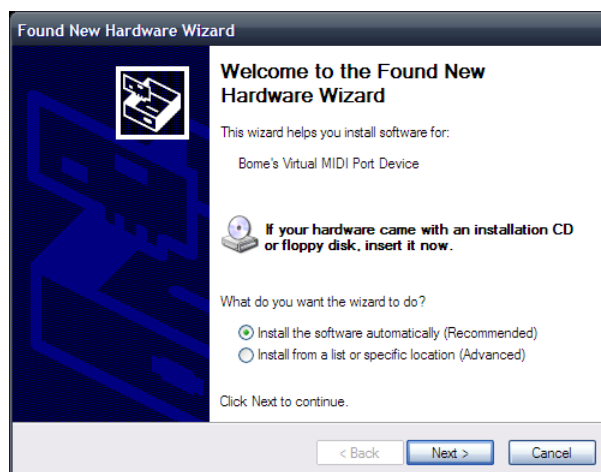 Found New Hardware Wizard
Welcome to the Found New
Hardware Wizard
This wizard helps you install software for:
Bome's Virtual MIDI Port Device
If your hardware came with an installation CD
or floppy disk, insert it now.
What do you want the wizard to do?
Install the software automatically (Recommended)
Install from a list or specific location (Advanced)
Click Next to continue.
< Back
Next >
Cancel